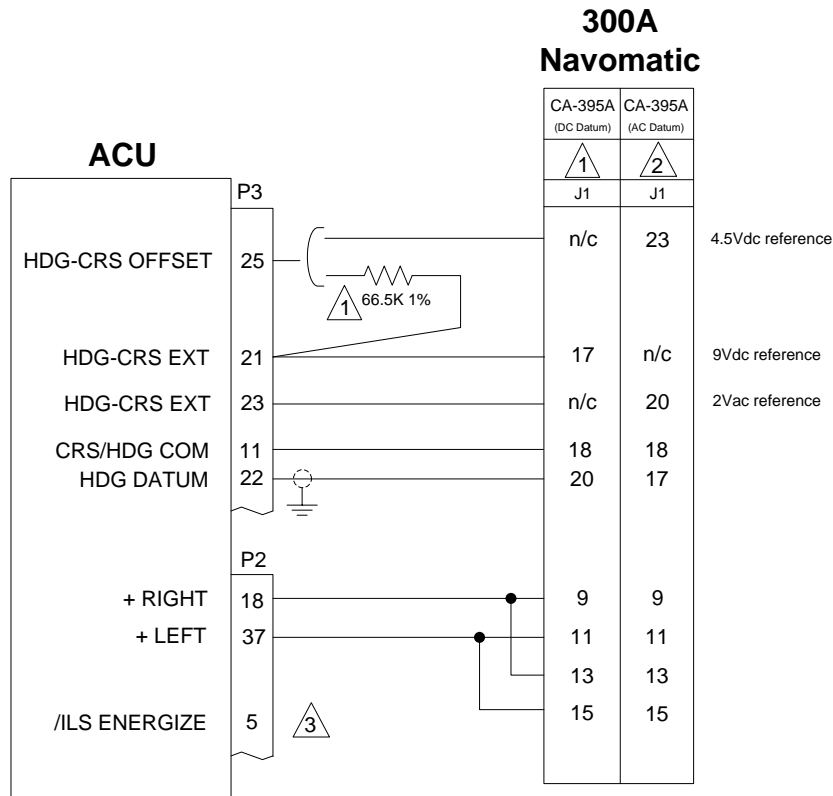 300A
Navomatic
CA-395A CA-395A
(DC Datum) (AC Datum)
1 2
J1 J1
ACU
P3
HDG-CRS OFFSET 25 n/c 23 4.5Vdc reference
1 66.5K 1%
HDG-CRS EXT 21 17 n/c 9Vdc reference
HDG-CRS EXT 23 n/c 20 2Vac reference
CRS/HDG COM 11 18 18
HDG DATUM 22 20 17
P2
+ RIGHT 18 9 9
+ LEFT 37 11 11
13 13
/ILS ENERGIZE 5 3 15 15